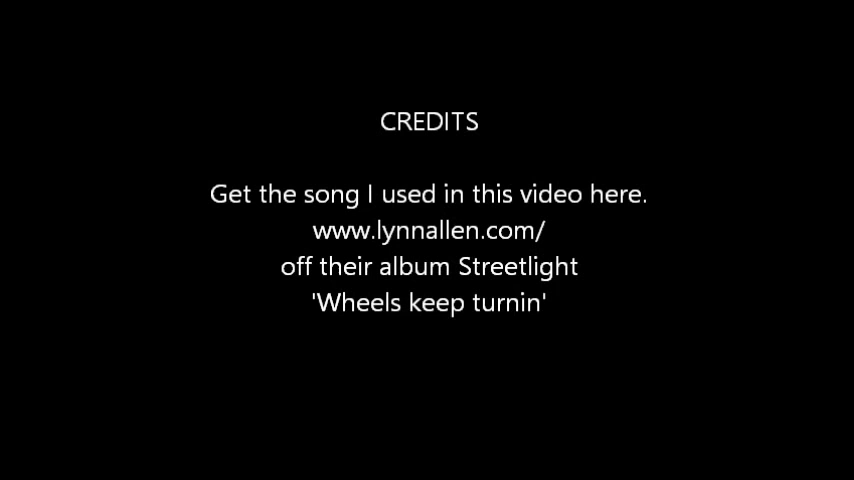 CREDITS
Get the song I used in this video here.
www.lynnallen.com/
off their album Streetlight
'Wheels keep turnin'